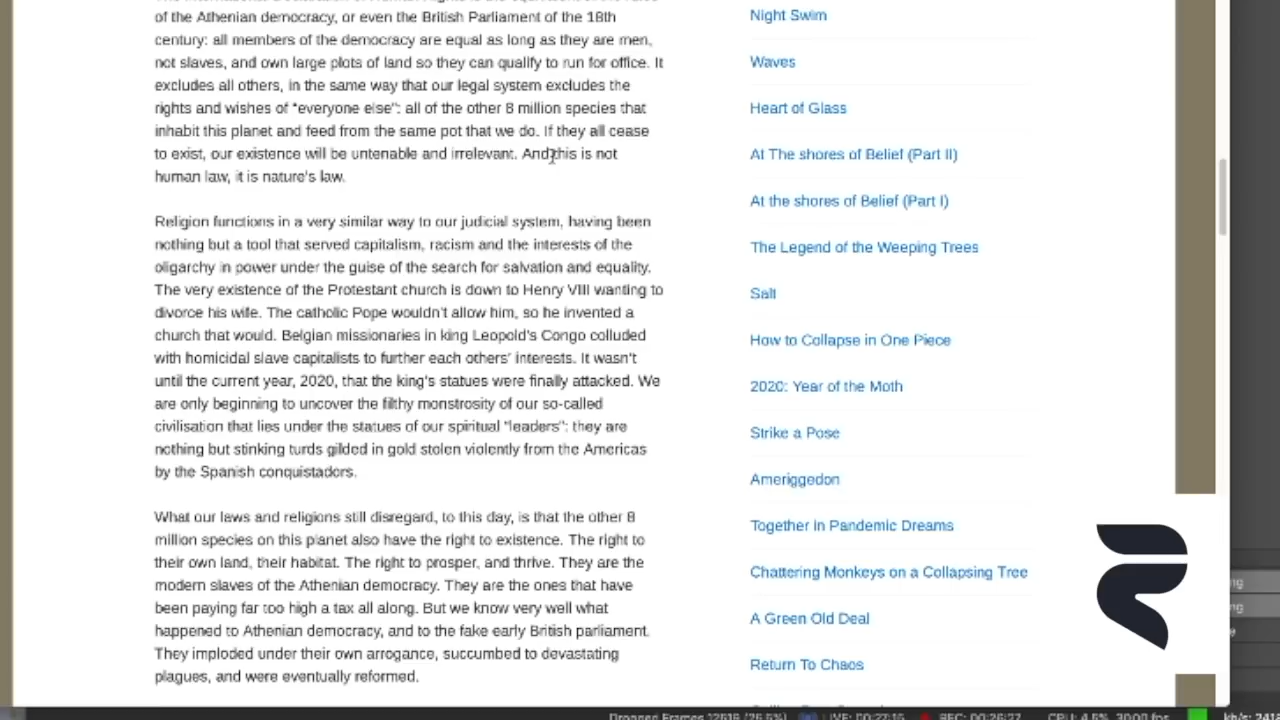 of the Athenian democracy, or even the British Parliament of the 18th
century: all members of the democracy are equal as long as they are men,
not slaves, and own large plots of land so they can qualify to run for office. It
excludes all others, in the same way that our legal system excludes the
rights and wishes of "everyone else": all of the other 8 million species that
inhabit this planet and feed from the same pot that we do. If they all cease
to exist, our existence will be untenable and irrelevant. And this is not
human law, it is nature's law.
Religion functions in a very similar way to our judicial system, having been
nothing but a tool that served capitalism, racism and the interests of the
oligarchy in power under the guise of the search for salvation and equality.
The very existence of the Protestant church is down to Henry VIII wanting to
divorce his wife. The catholic Pope wouldn't allow him, so he invented a
church that would. Belgian missionaries in king Leopold's Congo colluded
with homicidal slave capitalists to further each others' interests. It wasn't
until the current year, 2020, that the king's statues were finally attacked. We
are only beginning to uncover the filthy monstrosity of our so-called
civilisation that lies under the statues of our spiritual "leaders": they are
nothing but stinking turds gilded in gold stolen violently from the Americas
by the Spanish conquistadors.
What our laws and religions still disregard, to this day, is that the other 8
million species on this planet also have the right to existence. The right to
their own land, their habitat. The right to prosper, and thrive. They are the
modern slaves of the Athenian democracy. They are the ones that have
been paying far too high a tax all along. But we know very well what
happened to Athenian democracy, and to the fake early British parliament.
They imploded under their own arrogance, succumbed to devastating
plagues, and were eventually reformed.
Night Swim
Waves
Heart of Glass
At The shores of Belief (Part II)
At the shores of Belief (Part I)
The Legend of the Weeping Trees
Salt
How to Collapse in One Piece
2020: Year of the Moth
Strike a Pose
Ameriggedon
Together in Pandemic Dreams
Chattering Monkeys on a Collapsing Tree
A Green Old Deal
Return To Chaos
ng
ng
e